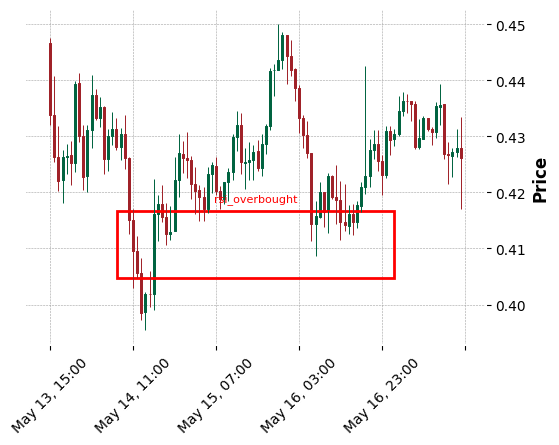 0.45
0.44
0.43
0.42
0.41
0.40
Price
rsi_overbought
May 13, 15:00
May 14, 11:00
May 15, 07:00
May 16, 03:00
May 16, 23:00